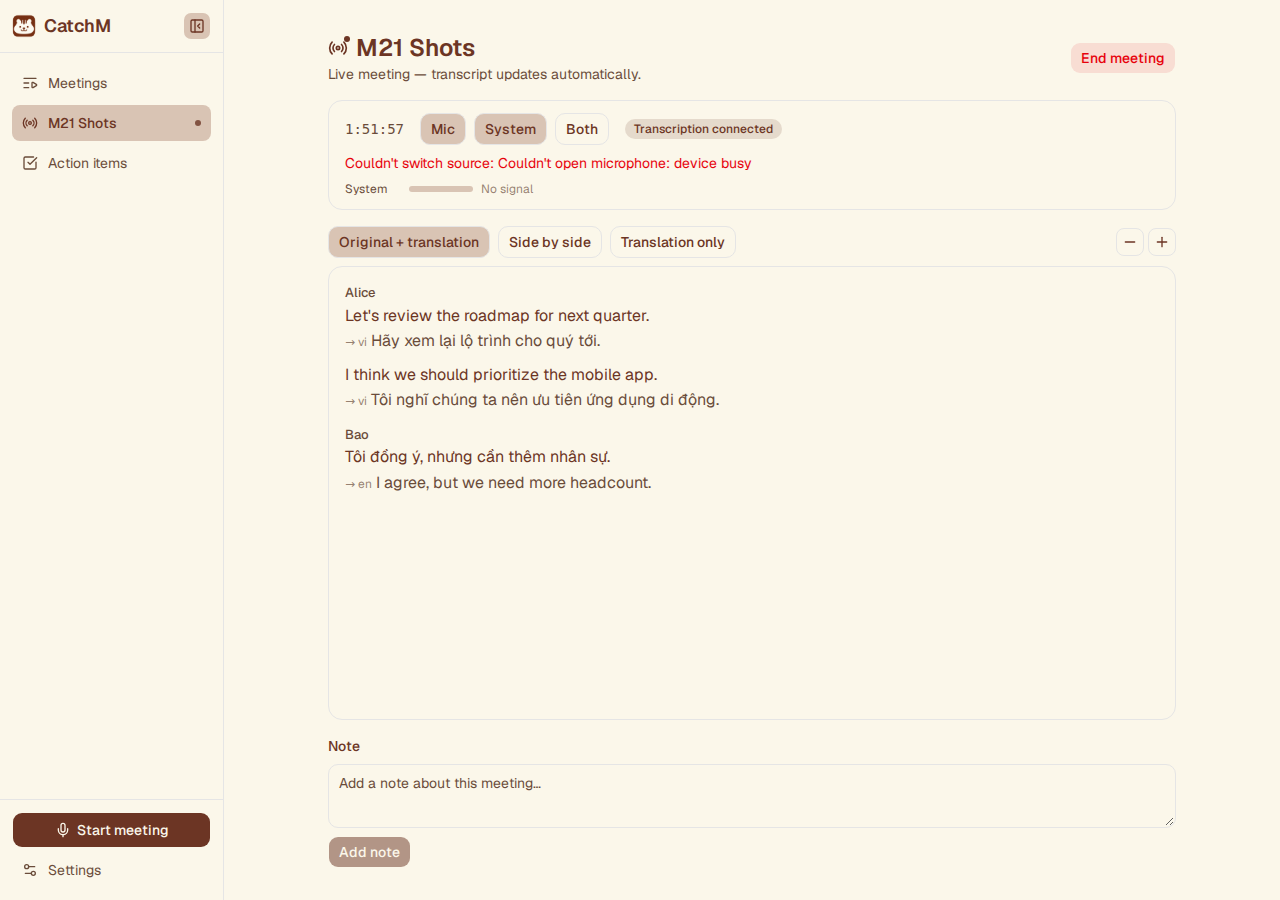 CatchM
Meetings
M21 Shots
Action items
Start meeting
Settings
M21 Shots
Live meeting — transcript updates automatically.
End meeting
1:51:57 Mic System Both Transcription connected
Couldn't switch source: Couldn't open microphone: device busy
System No signal
Original + translation Side by side Translation only
Alice
Let's review the roadmap for next quarter.
→ vi Hãy xem lại lộ trình cho quý tới.
I think we should prioritize the mobile app.
→ vi Tôi nghĩ chúng ta nên ưu tiên ứng dụng di động.
Bao
Tôi đồng ý, nhưng cần thêm nhân sự.
→ en I agree, but we need more headcount.
Note
Add a note about this meeting…
Add note